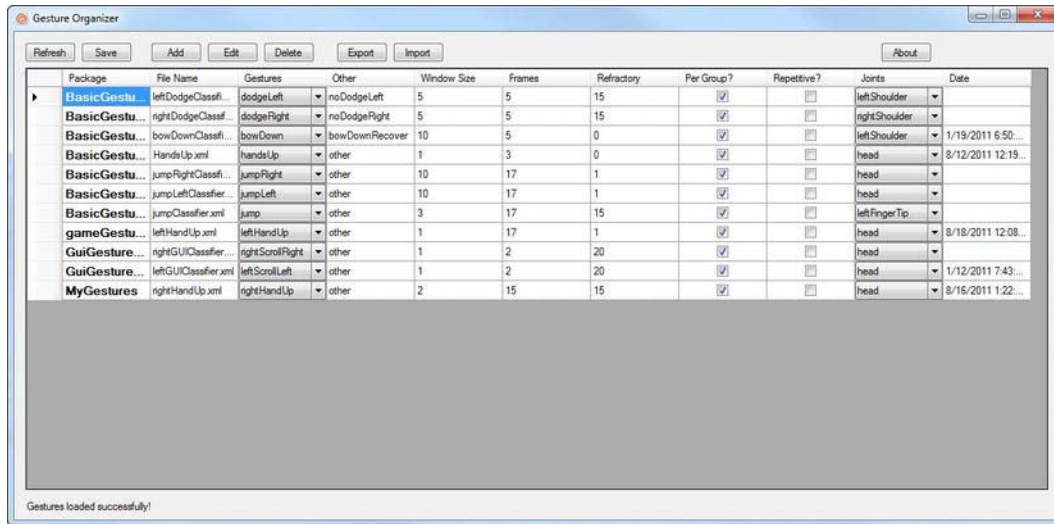 Gesture Organizer
Refresh Save Add Edit Delete Export Import About
Package File Name Gestures Other Window Size Frames Refractory Per Group? Repetitive? Joints Date
BasicGestu... leftDodgeClassifi... dodgeLeft noDodgeLeft 5 5 15 leftShoulder
BasicGestu... rightDodgeClassif... dodgeRight noDodgeRight 5 5 15 rightShoulder
BasicGestu... bowDownClassifi... bowDown bowDownRecover 10 5 0 leftShoulder 1/19/2011 6:50:...
BasicGestu... HandsUp.xml handsUp other 1 3 0 head 8/12/2011 12:19...
BasicGestu... jumpRightClassifi... jumpRight other 10 17 1 head
BasicGestu... jumpLeftClassifier... jumpLeft other 10 17 1 head
BasicGestu... jumpClassifier.xml jump other 3 17 15 leftFingerTip
gameGestu... leftHandUp.xml leftHandUp other 1 17 1 head 8/18/2011 12:08...
GuiGesture... rightGUIClassifier.... rightScrollRight other 1 2 20 head
GuiGesture... leftGUIClassifier.xml leftScrollLeft other 1 2 20 head 1/12/2011 7:43:...
MyGestures rightHandUp.xml rightHandUp other 2 15 15 head 8/16/2011 1:22:...
Gestures loaded successfully!